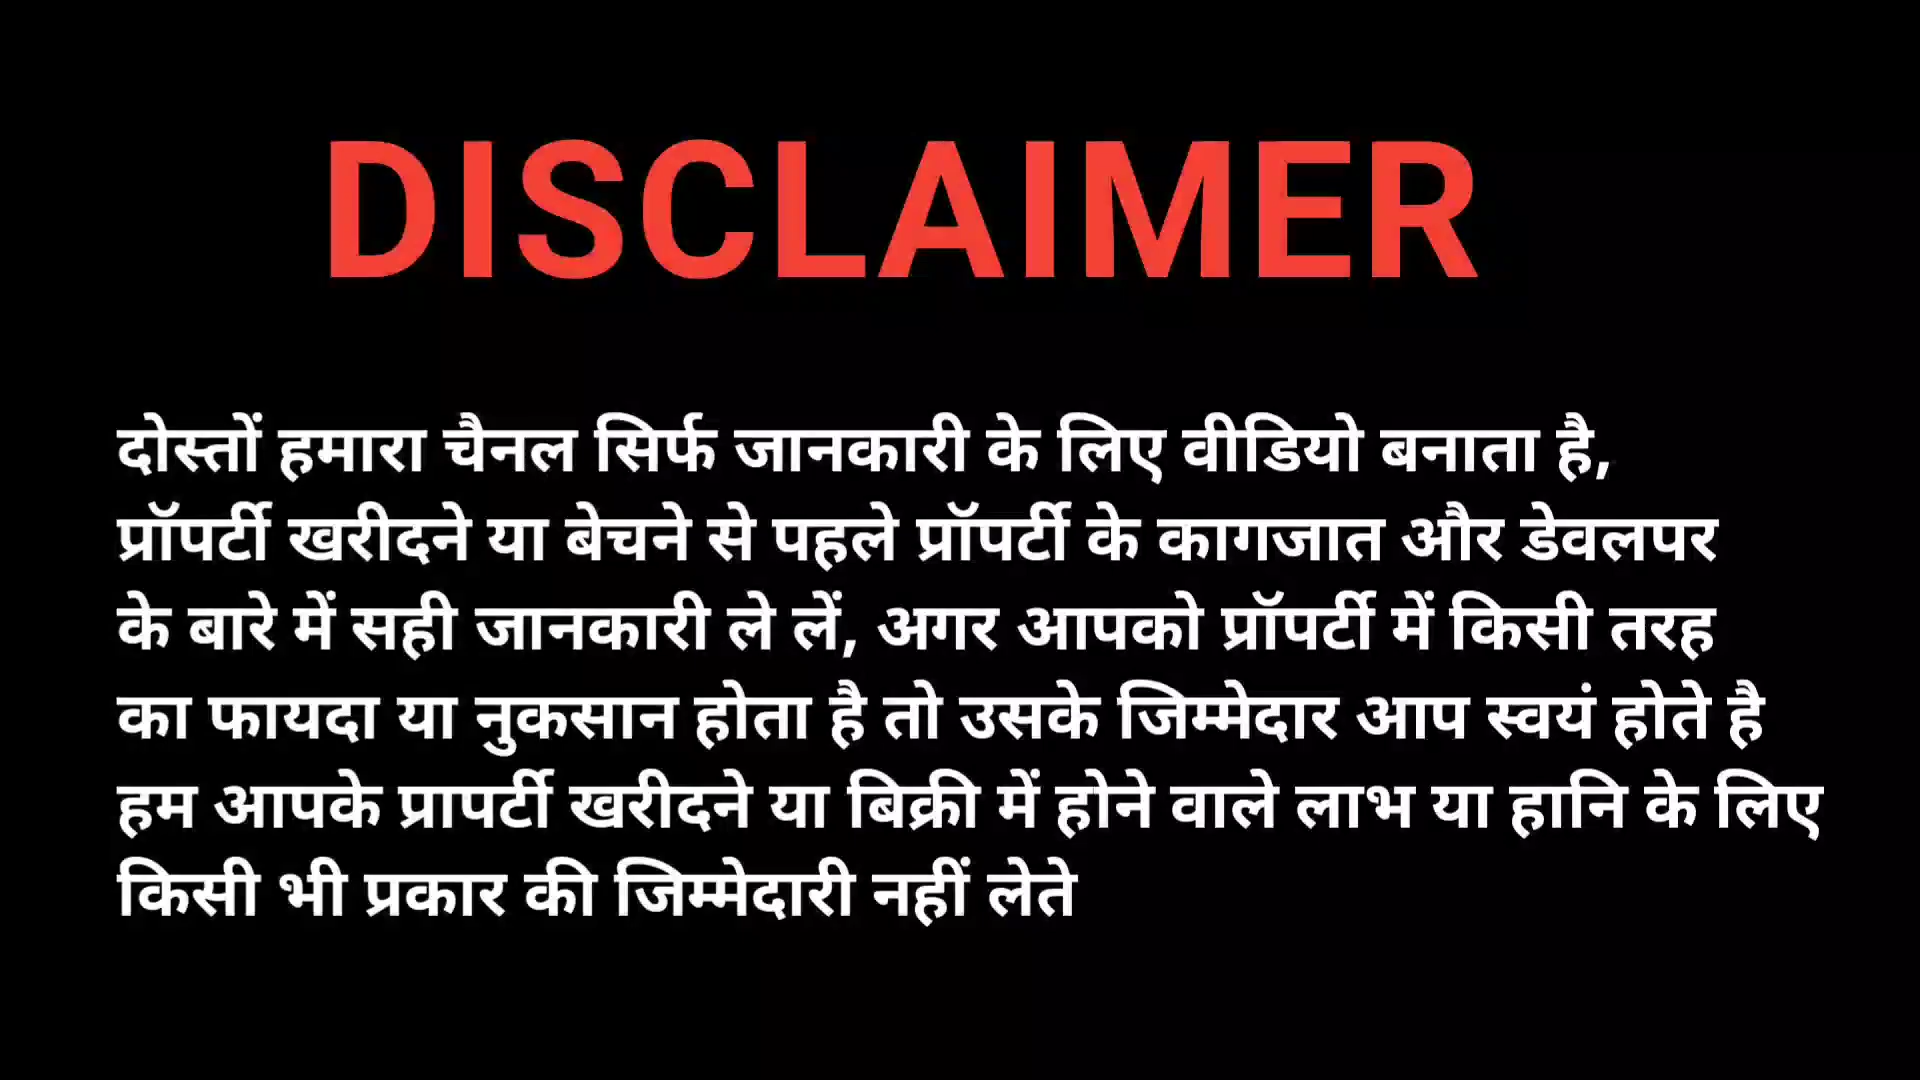 DISCLAIMER
दोस्तों हमारा चैनल सिर्फ जानकारी के लिए वीडियो बनाता है,
प्रॉपर्टी खरीदने या बेचने से पहले प्रॉपर्टी के कागजात और डेवलपर
के बारे में सही जानकारी ले लें, अगर आपको प्रॉपर्टी में किसी तरह
का फायदा या नुकसान होता है तो उसके जिम्मेदार आप स्वयं होते है
हम आपके प्रापर्टी खरीदने या बिक्री में होने वाले लाभ या हानि के लिए
किसी भी प्रकार की जिम्मेदारी नहीं लेते